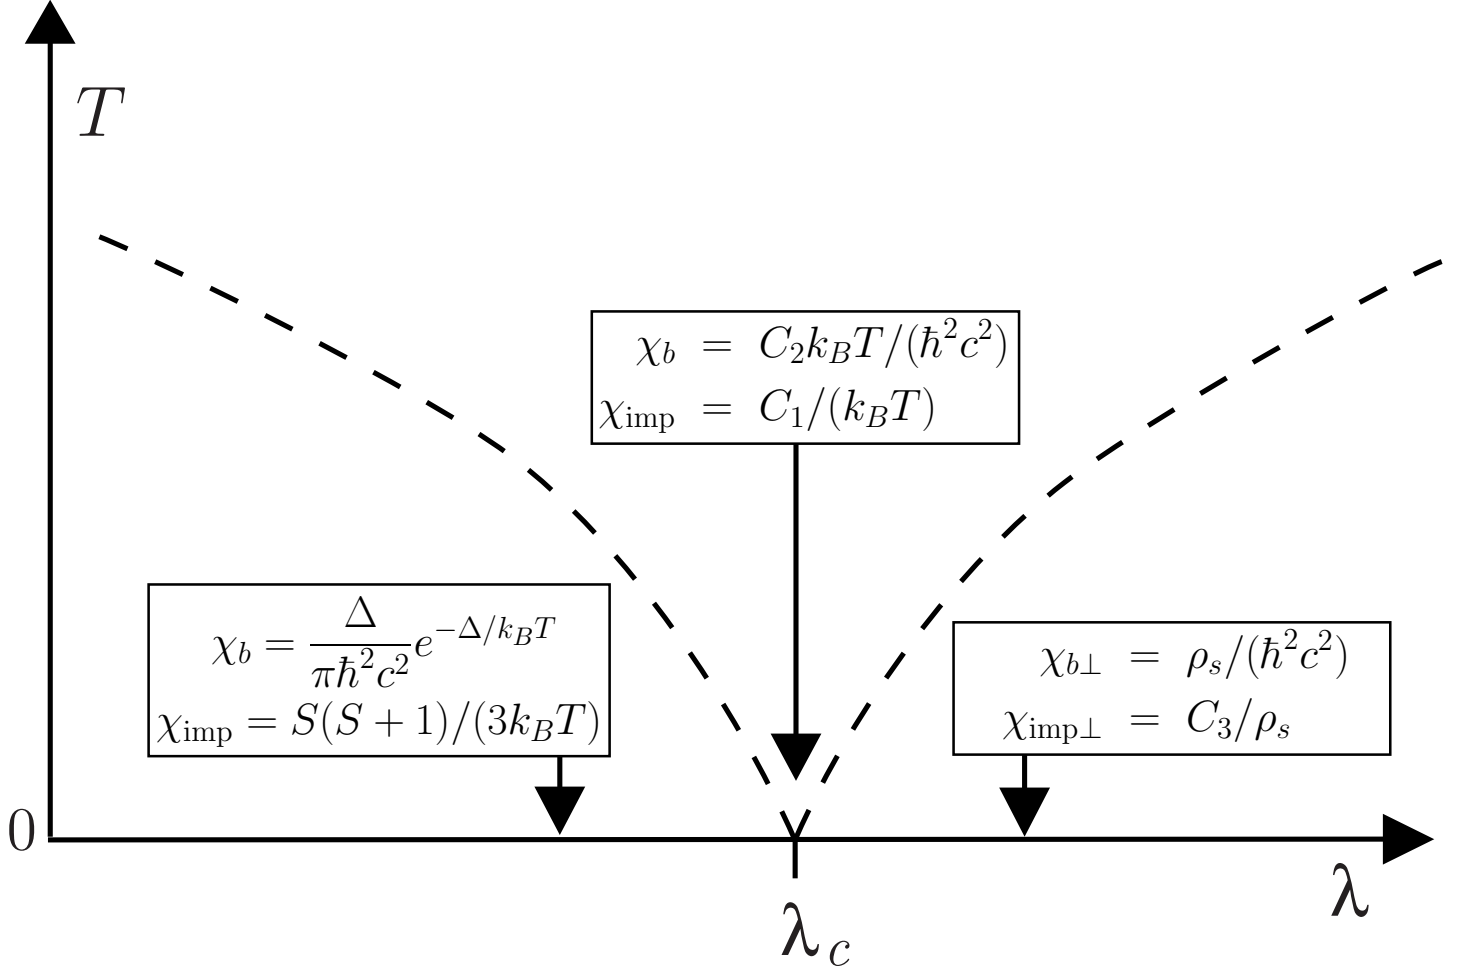 T
χ_b = C_2 k_B T/(ħ^2 c^2)
χ_imp = C_1/(k_B T)
χ_b = Δ/(πħ^2 c^2) e^{−Δ/k_B T}
χ_imp = S(S + 1)/(3k_B T)
χ_{b⊥} = ρ_s/(ħ^2 c^2)
χ_{imp⊥} = C_3/ρ_s
0
λ
λ_c